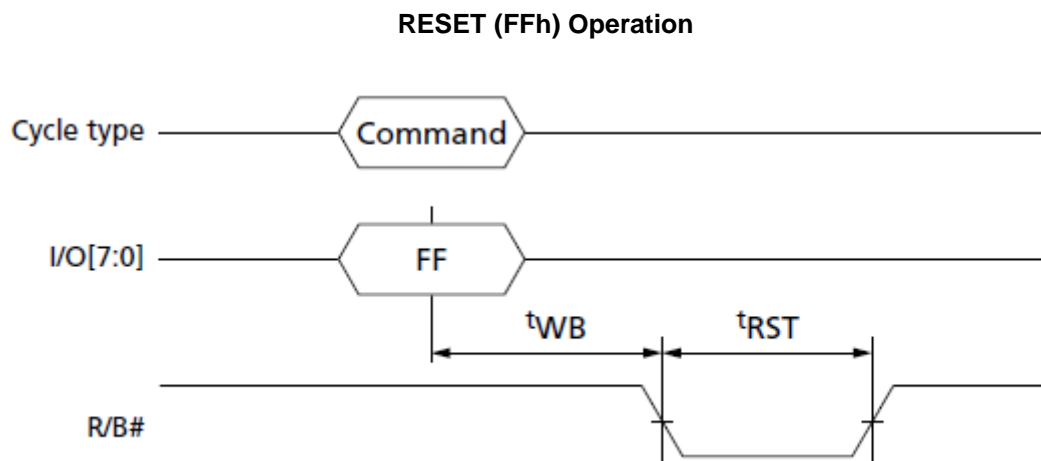 RESET (FFh) Operation
Cycle type
Command
I/O[7:0]
FF
tWB
tRST
R/B#